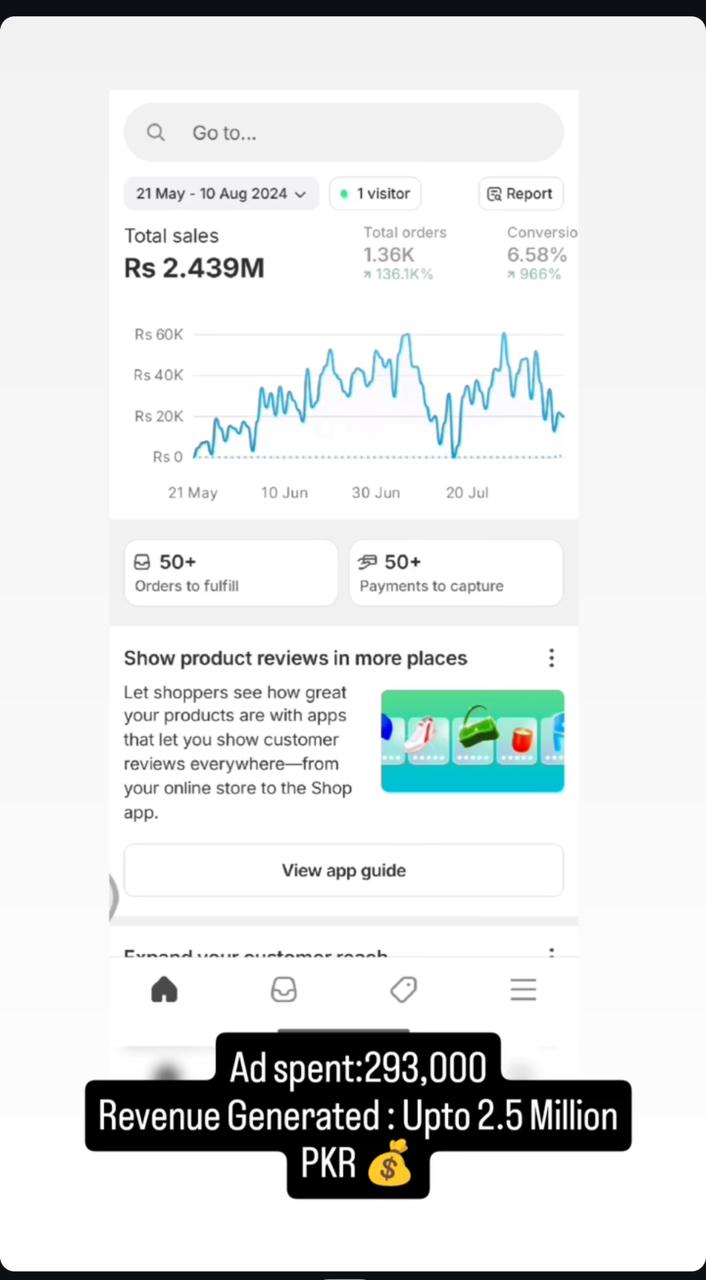 Go to...
21 May - 10 Aug 2024
1 visitor
Report
Total sales
Rs 2.439M
Total orders
1.36K
136.1K%
Conversio
6.58%
966%
Rs 60K
Rs 40K
Rs 20K
Rs 0
21 May 10 Jun 30 Jun 20 Jul
50+
Orders to fulfill
50+
Payments to capture
Show product reviews in more places
Let shoppers see how great
your products are with apps
that let you show customer
reviews everywhere—from
your online store to the Shop
app.
View app guide
Expand your customer reach
Ad spent:293,000
Revenue Generated : Upto 2.5 Million
PKR 💰